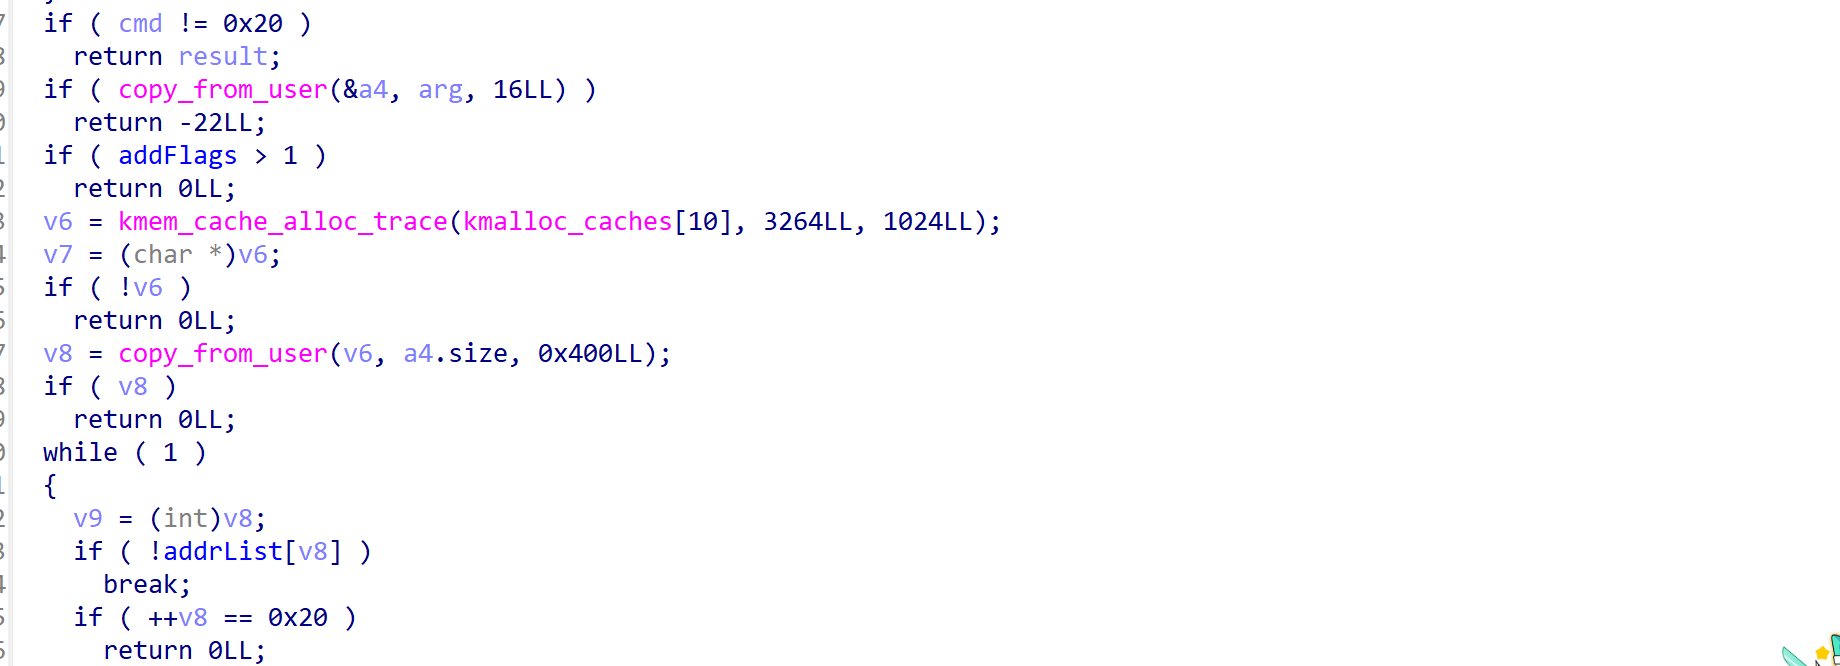 if ( cmd != 0x20 )
return result;
if ( copy_from_user(&a4, arg, 16LL) )
return -22LL;
if ( addFlags > 1 )
return 0LL;
v6 = kmem_cache_alloc_trace(kmalloc_caches[10], 3264LL, 1024LL);
v7 = (char *)v6;
if ( !v6 )
return 0LL;
v8 = copy_from_user(v6, a4.size, 0x400LL);
if ( v8 )
return 0LL;
while ( 1 )
{
v9 = (int)v8;
if ( !addrList[v8] )
break;
if ( ++v8 == 0x20 )
return 0LL;